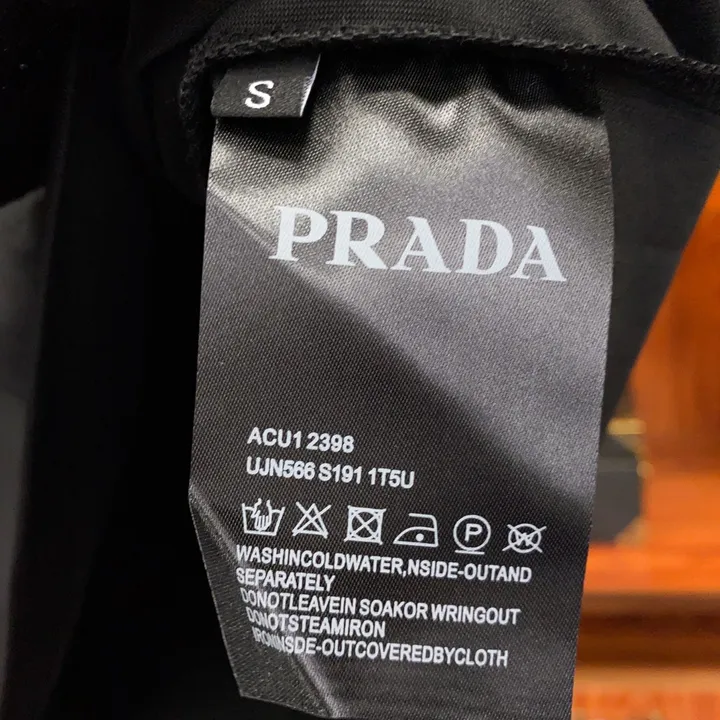 S
PRADA
ACU1 2398
UJN566 S191 1T5U
P
W
WASHINCOLDWATER,NSIDE-OUTAND
SEPARATELY
DONOTLEAVEIN SOAKOR WRINGOUT
DONOTSTEAMIRON
IRONINSDE-OUTCOVEREDBYCLOTH